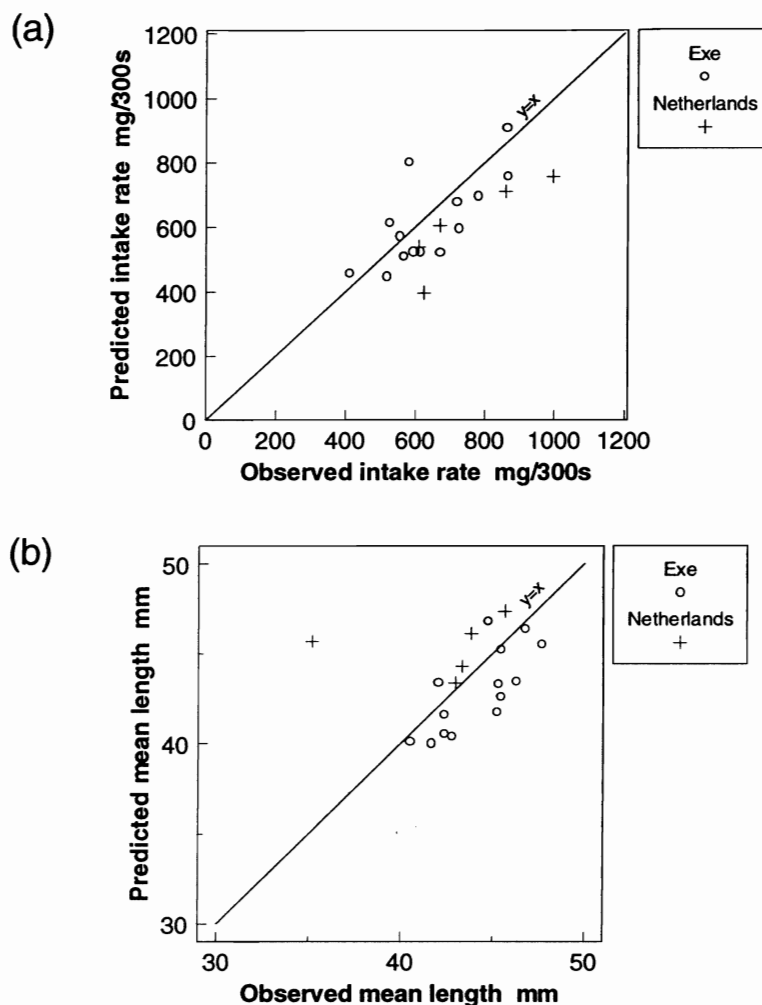 (a)
1200
1000
800
600
400
200
0
Predicted intake rate mg/300s
y=x
0 200 400 600 800 1000 1200
Observed intake rate mg/300s
Exe
Netherlands
(b)
50
40
30
Predicted mean length mm
y=x
30 40 50
Observed mean length mm
Exe
Netherlands